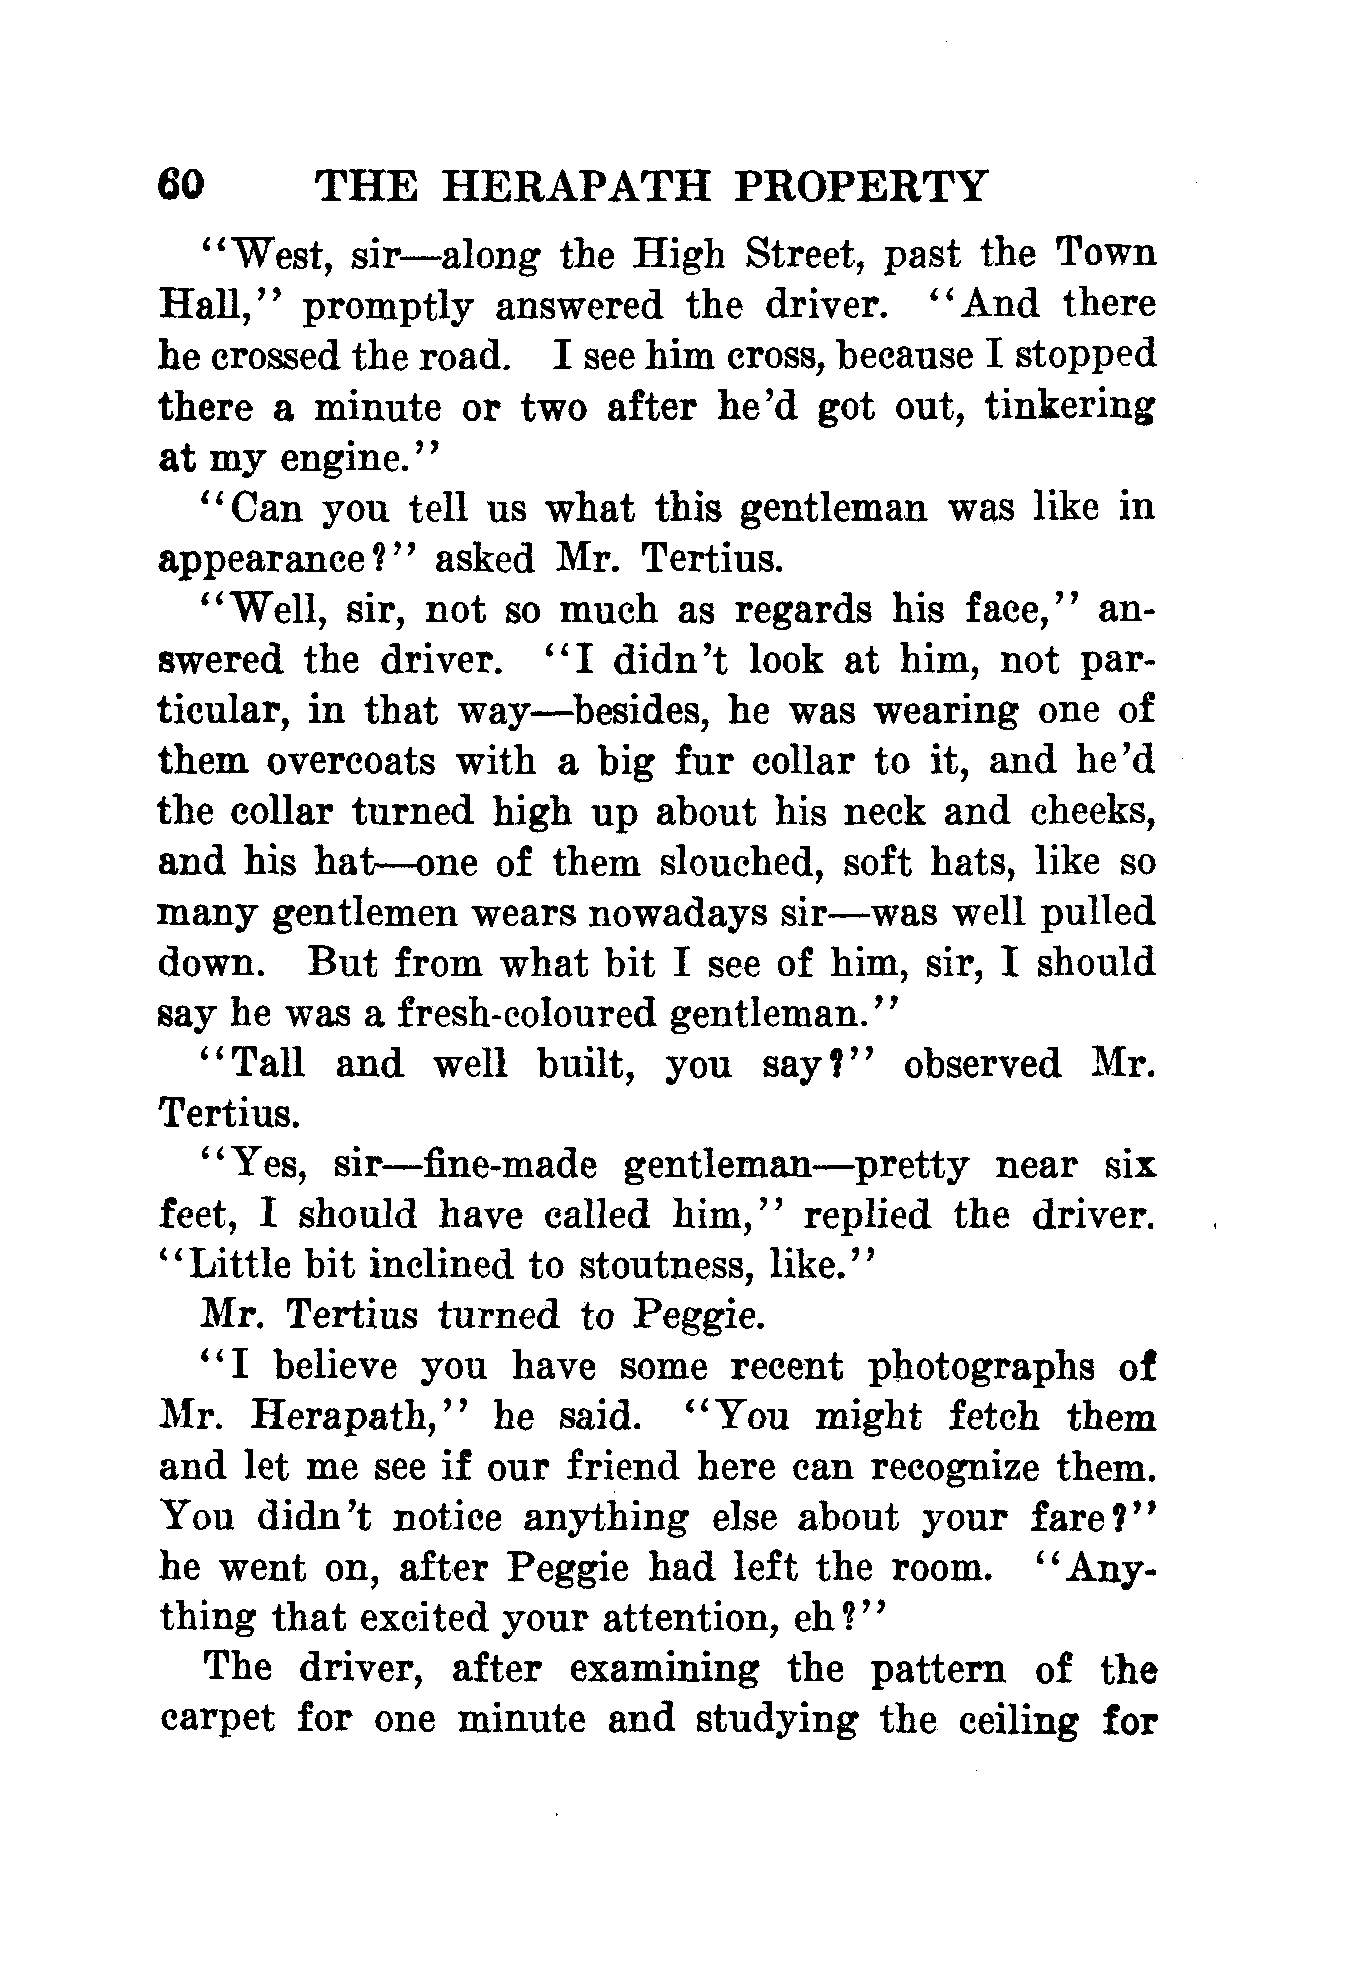 60 THE HERAPATH PROPERTY
“West, sir—along the High Street, past the Town
Hall,” promptly answered the driver. “And there
he crossed the road. I see him cross, because I stopped
there a minute or two after he’d got out, tinkering
at my engine.”
“Can you tell us what this gentleman was like in
appearance?” asked Mr. Tertius.
“Well, sir, not so much as regards his face,” an-
swered the driver. “I didn’t look at him, not par-
ticular, in that way—besides, he was wearing one of
them overcoats with a big fur collar to it, and he’d
the collar turned high up about his neck and cheeks,
and his hat—one of them slouched, soft hats, like so
many gentlemen wears nowadays sir—was well pulled
down. But from what bit I see of him, sir, I should
say he was a fresh-coloured gentleman.”
“Tall and well built, you say?” observed Mr.
Tertius.
“Yes, sir—fine-made gentleman—pretty near six
feet, I should have called him,” replied the driver.
“Little bit inclined to stoutness, like.”
Mr. Tertius turned to Peggie.
“I believe you have some recent photographs of
Mr. Herapath,” he said. “You might fetch them
and let me see if our friend here can recognize them.
You didn’t notice anything else about your fare?”
he went on, after Peggie had left the room. “Any-
thing that excited your attention, eh?”
The driver, after examining the pattern of the
carpet for one minute and studying the ceiling for